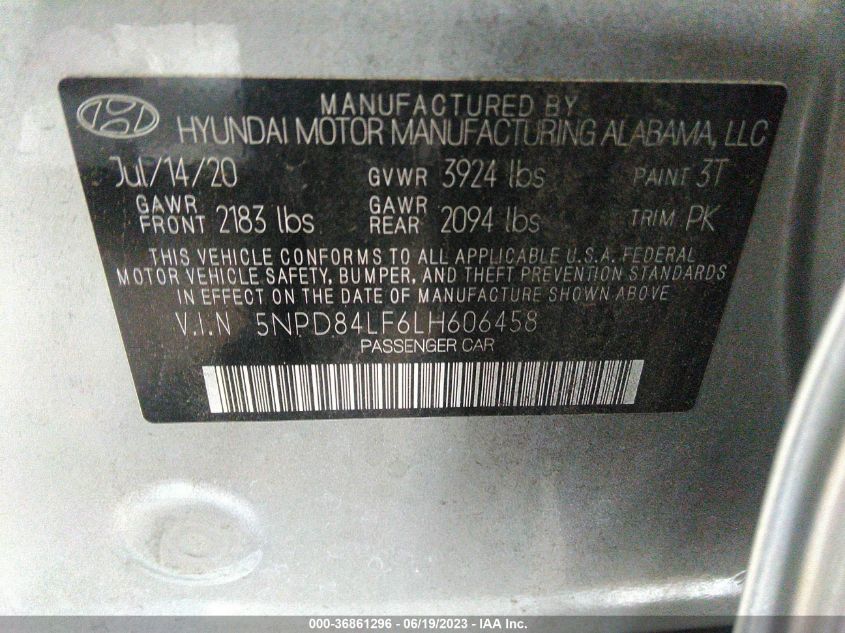 MANUFACTURED BY
HYUNDAI MOTOR MANUFACTURING ALABAMA, LLC
Jul/14/20 GVWR 3924 lbs PAINT 3T
GAWR FRONT 2183 lbs GAWR REAR 2094 lbs TRIM PK
THIS VEHICLE CONFORMS TO ALL APPLICABLE U.S.A. FEDERAL
MOTOR VEHICLE SAFETY, BUMPER, AND THEFT PREVENTION STANDARDS
IN EFFECT ON THE DATE OF MANUFACTURE SHOWN ABOVE
V.I.N 5NPD84LF6LH606458
PASSENGER CAR
000-36861296 - 06/19/2023 - IAA Inc.